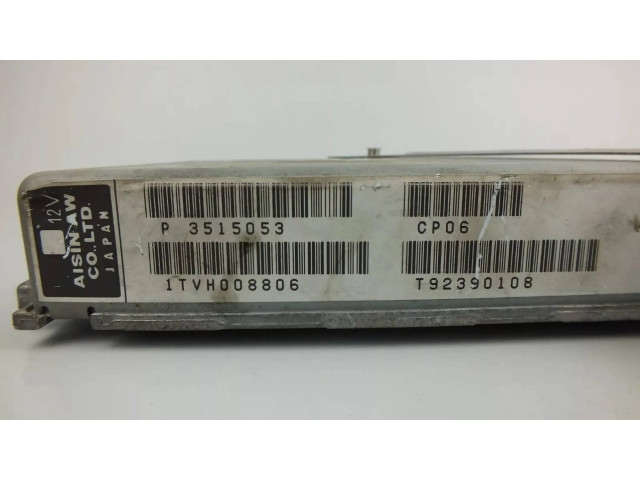 12V
AISIN AW
CO.,LTD.
JAPAN
P 3515053
CP06
1TVH008806
T92390108